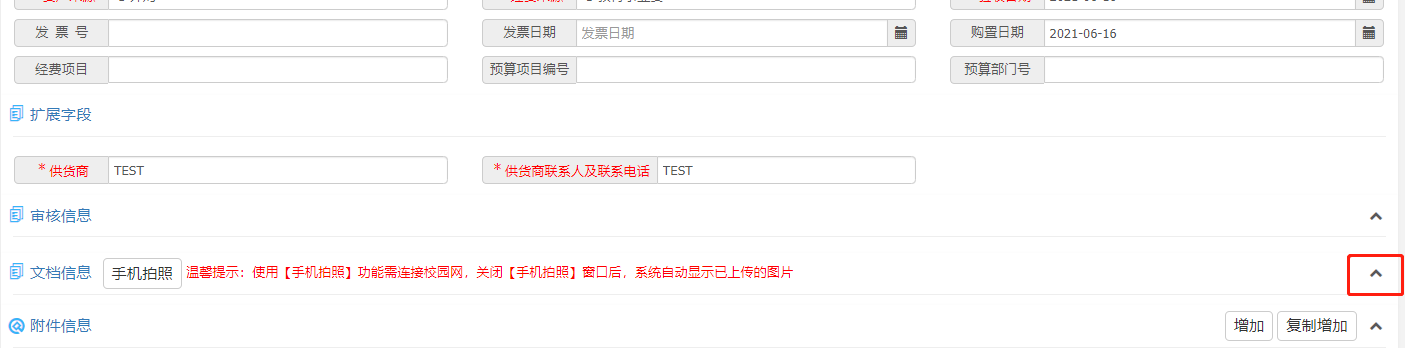 发 票 号 发票日期 发票日期 购置日期 2021-06-16
经费项目 预算项目编号 预算部门号
扩展字段
* 供货商 TEST * 供货商联系人及联系电话 TEST
审核信息
文档信息 手机拍照 温馨提示：使用【手机拍照】功能需连接校园网，关闭【手机拍照】窗口后，系统自动显示已上传的图片
附件信息 增加 复制增加